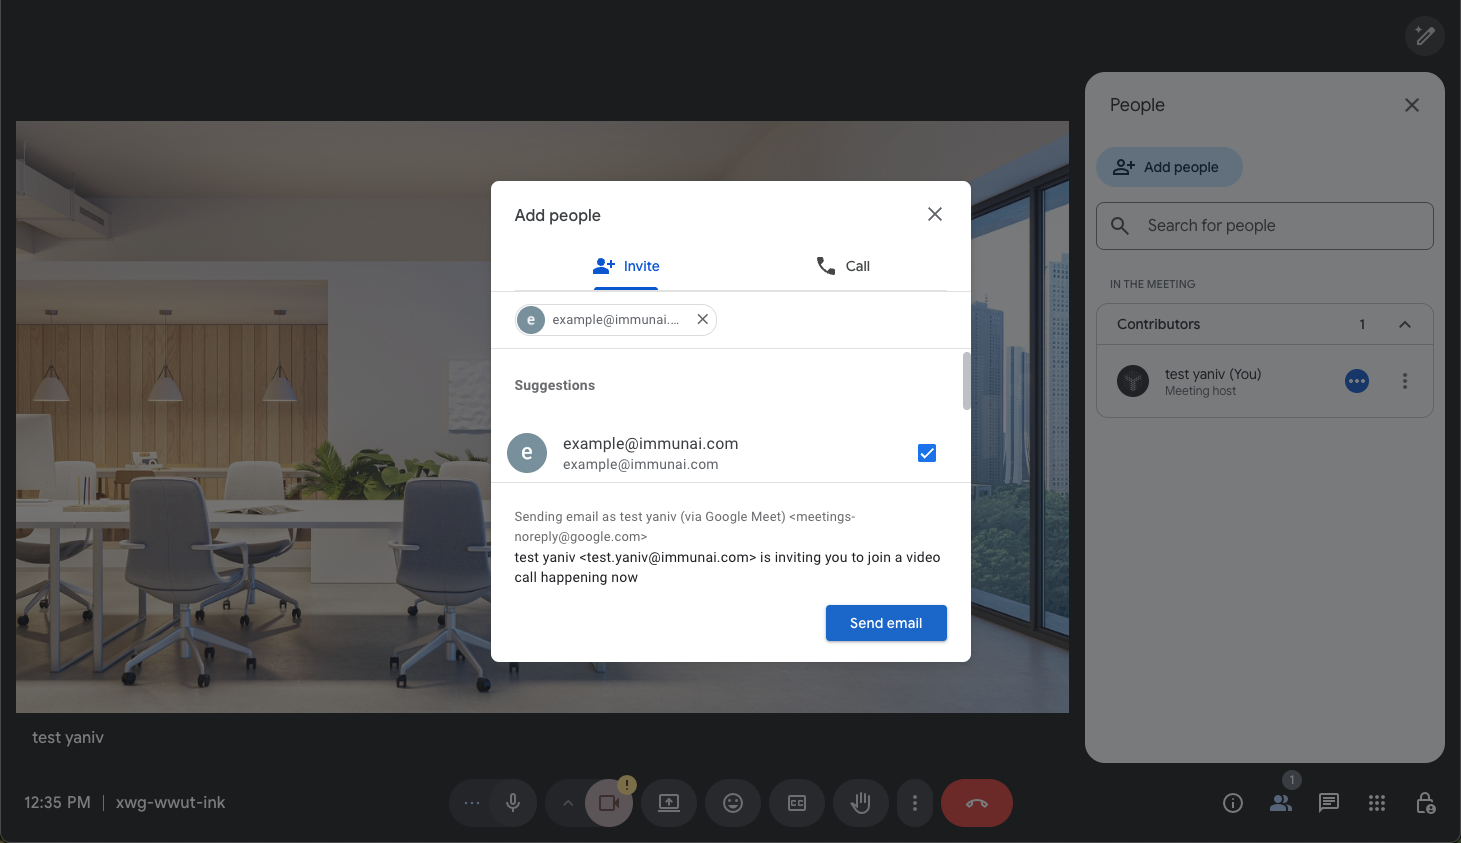 People
Add people
Search for people
IN THE MEETING
Contributors 1
test yaniv (You)
Meeting host
Add people
Invite
Call
e example@immunai....
Suggestions
e
example@immunai.com
example@immunai.com
Sending email as test yaniv (via Google Meet) <meetings-
noreply@google.com>
test yaniv <test.yaniv@immunai.com> is inviting you to join a video
call happening now
Send email
test yaniv
12:35 PM | xwg-wwut-ink
!
CC
1